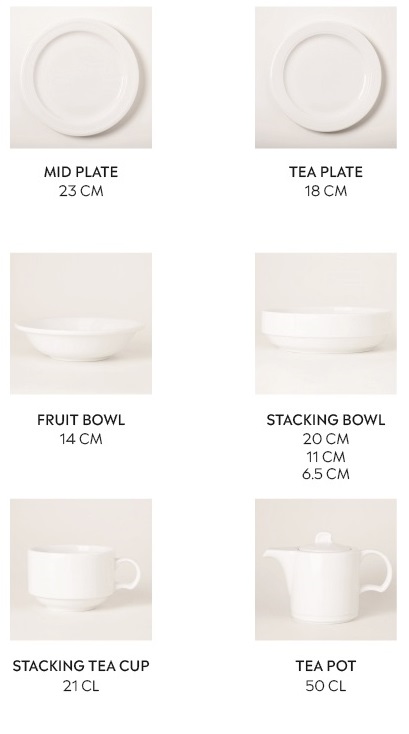 MID PLATE
23 CM
TEA PLATE
18 CM
FRUIT BOWL
14 CM
STACKING BOWL
20 CM
11 CM
6.5 CM
STACKING TEA CUP
21 CL
TEA POT
50 CL